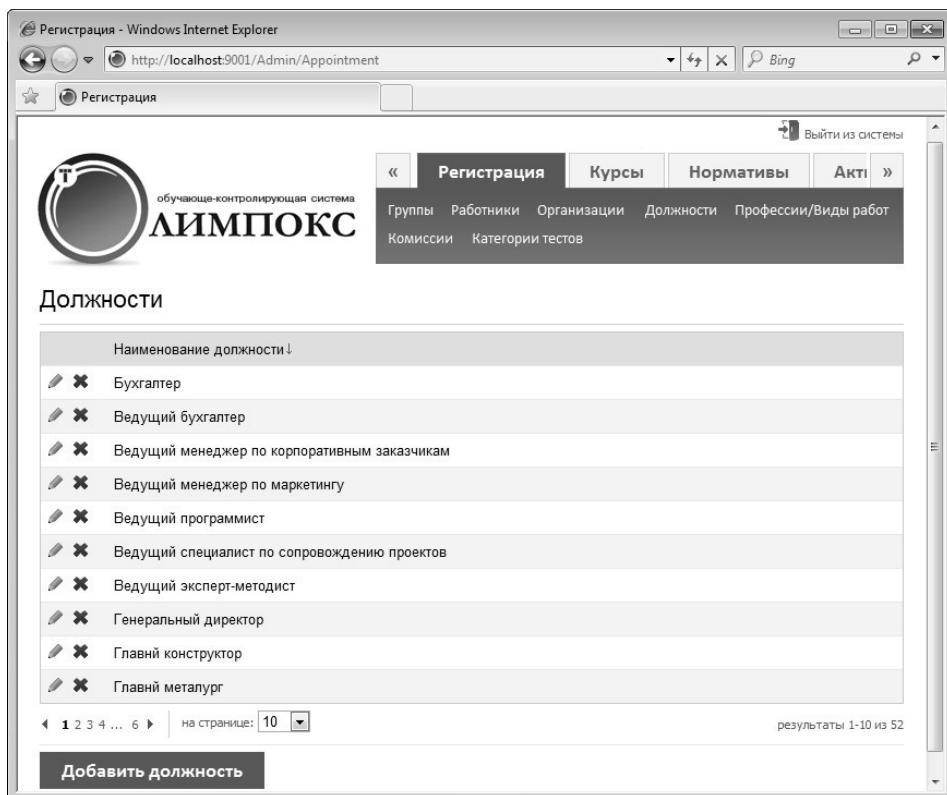 Регистрация - Windows Internet Explorer
http://localhost:9001/Admin/Appointment
Bing
Регистрация
Выйти из системы
T
обучающе-контролирующая система
ЛИМПОКС
« Регистрация Курсы Нормативы Акті »
Группы Работники Организации Должности Профессии/Виды работ
Комиссии Категории тестов
Должности
Наименование должности↓
Бухгалтер
Ведущий бухгалтер
Ведущий менеджер по корпоративным заказчикам
Ведущий менеджер по маркетингу
Ведущий программист
Ведущий специалист по сопровождению проектов
Ведущий эксперт-методист
Генеральный директор
Главнй конструктор
Главнй металург
1 2 3 4 ... 6 на странице: 10 результаты 1-10 из 52
Добавить должность